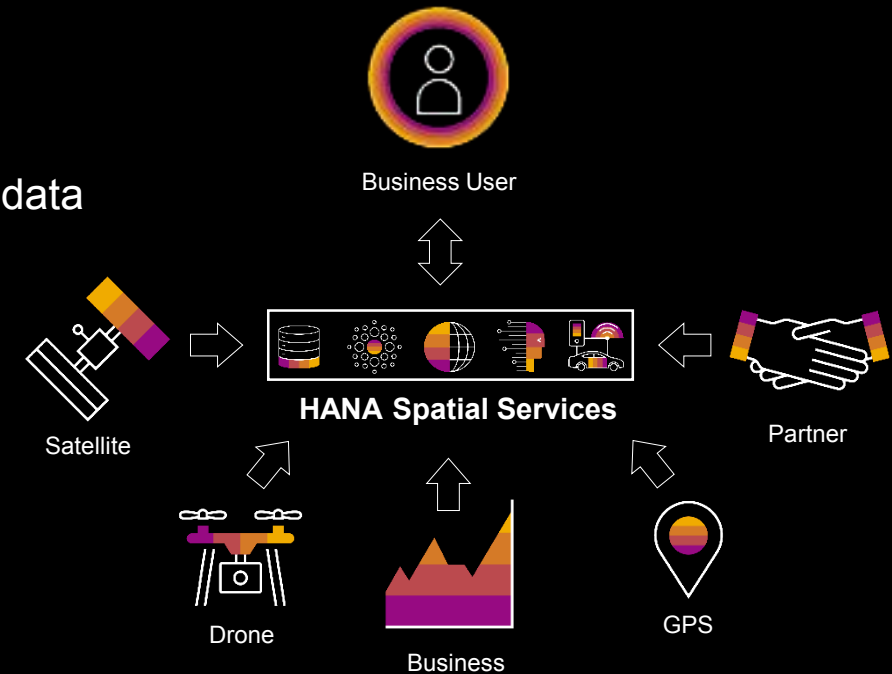 data
Business User
HANA Spatial Services
Satellite
Partner
Drone
Business
GPS